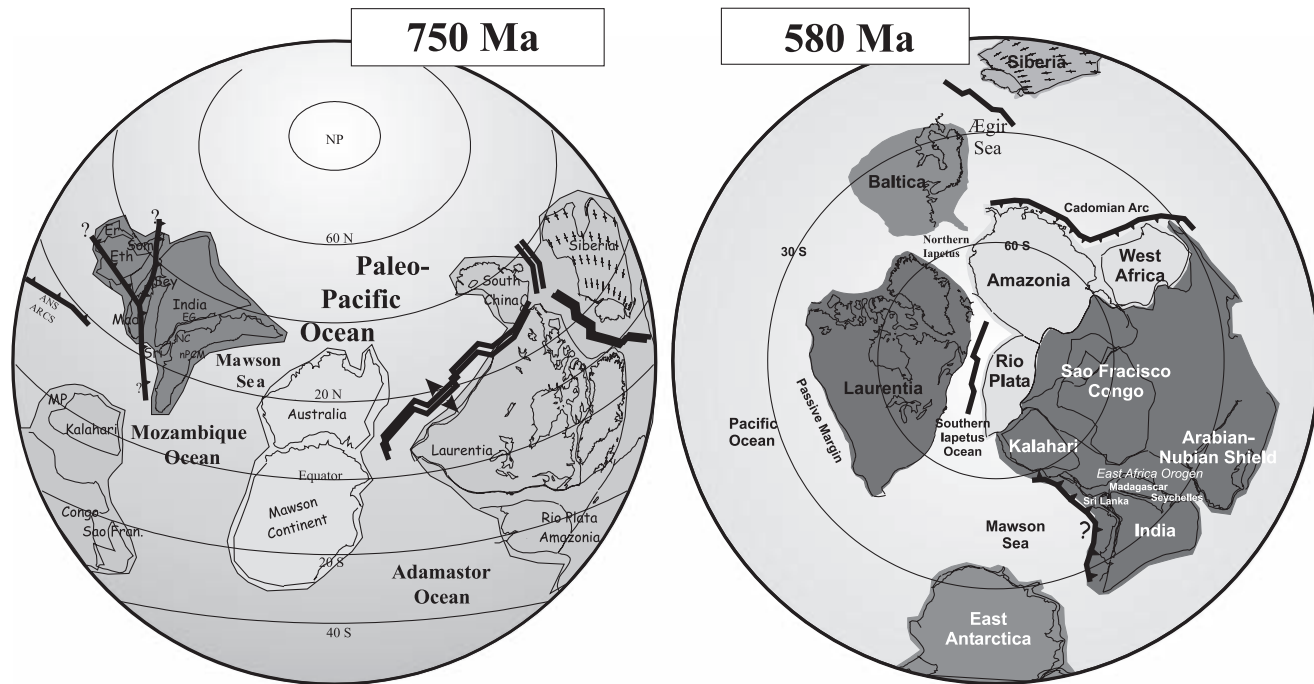 750 Ma
NP
60 N
Paleo-
Pacific
Ocean
?
?
Er
Som
Eth
Sey
India
EG
Mad
NC
nPCM
Sri
?
ANS
ARCS
Mawson
Sea
20 N
Australia
South
China
Siberia
MP
Kalahari
Mozambique
Ocean
Laurentia
Equator
Mawson
Continent
Congo
Sao Fran.
Rio Plata
Amazonia
20 S
Adamastor
Ocean
40 S
580 Ma
Siberia
Ægir
Sea
Baltica
Cadomian Arc
30 S
Northern
Iapetus
60 S
Amazonia
West
Africa
Laurentia
Rio
Plata
Sao Fracisco
Congo
Passive Margin
Pacific
Ocean
Southern
Iapetus
Ocean
Kalahari
Arabian-
Nubian Shield
East Africa Orogen
Madagascar
Seychelles
Sri Lanka
Mawson
Sea
?
India
East
Antarctica